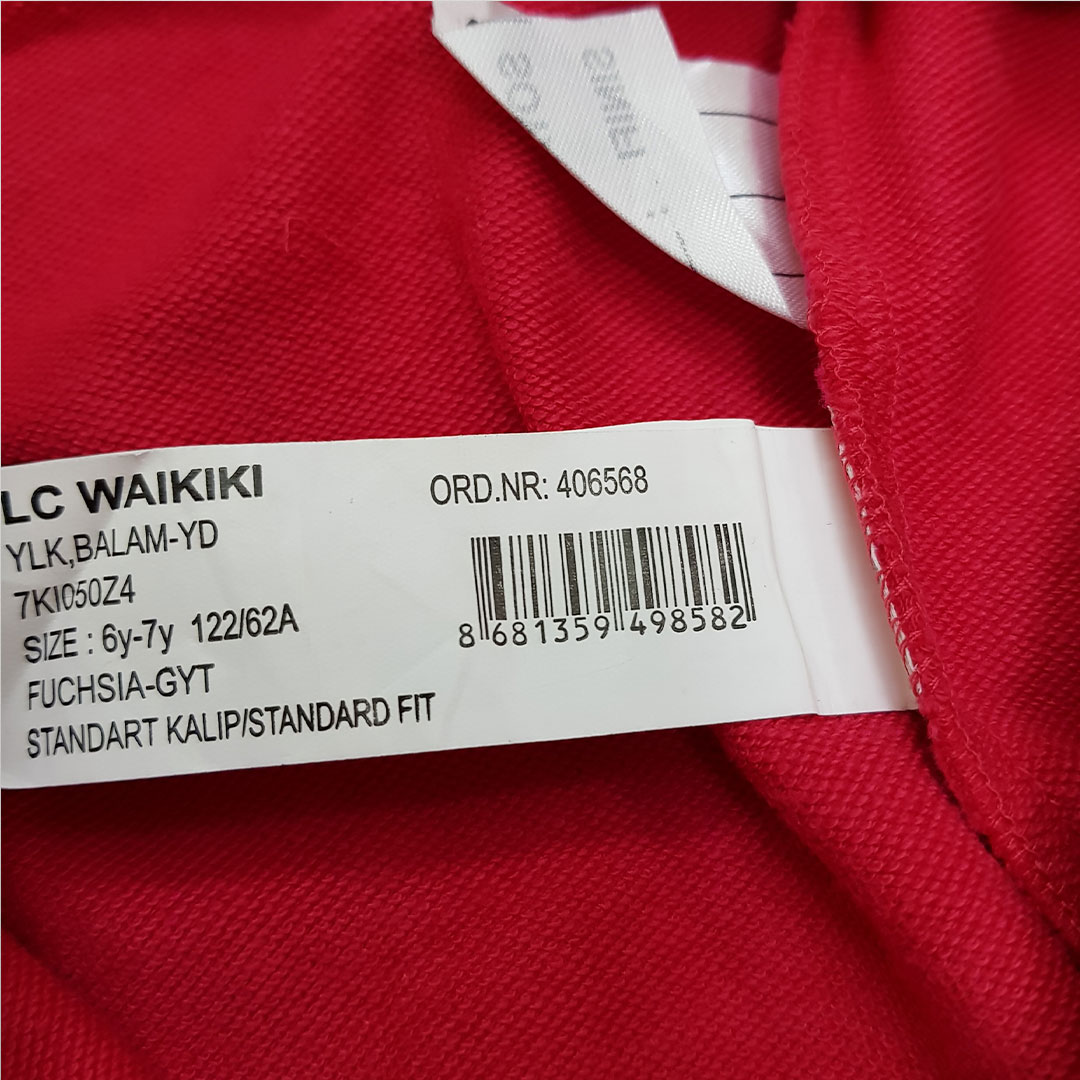 LC WAIKIKI
YLK,BALAM-YD
7KI050Z4
SIZE : 6y-7y 122/62A
FUCHSIA-GYT
STANDART KALIP/STANDARD FIT
ORD.NR: 406568
8 681359 498582